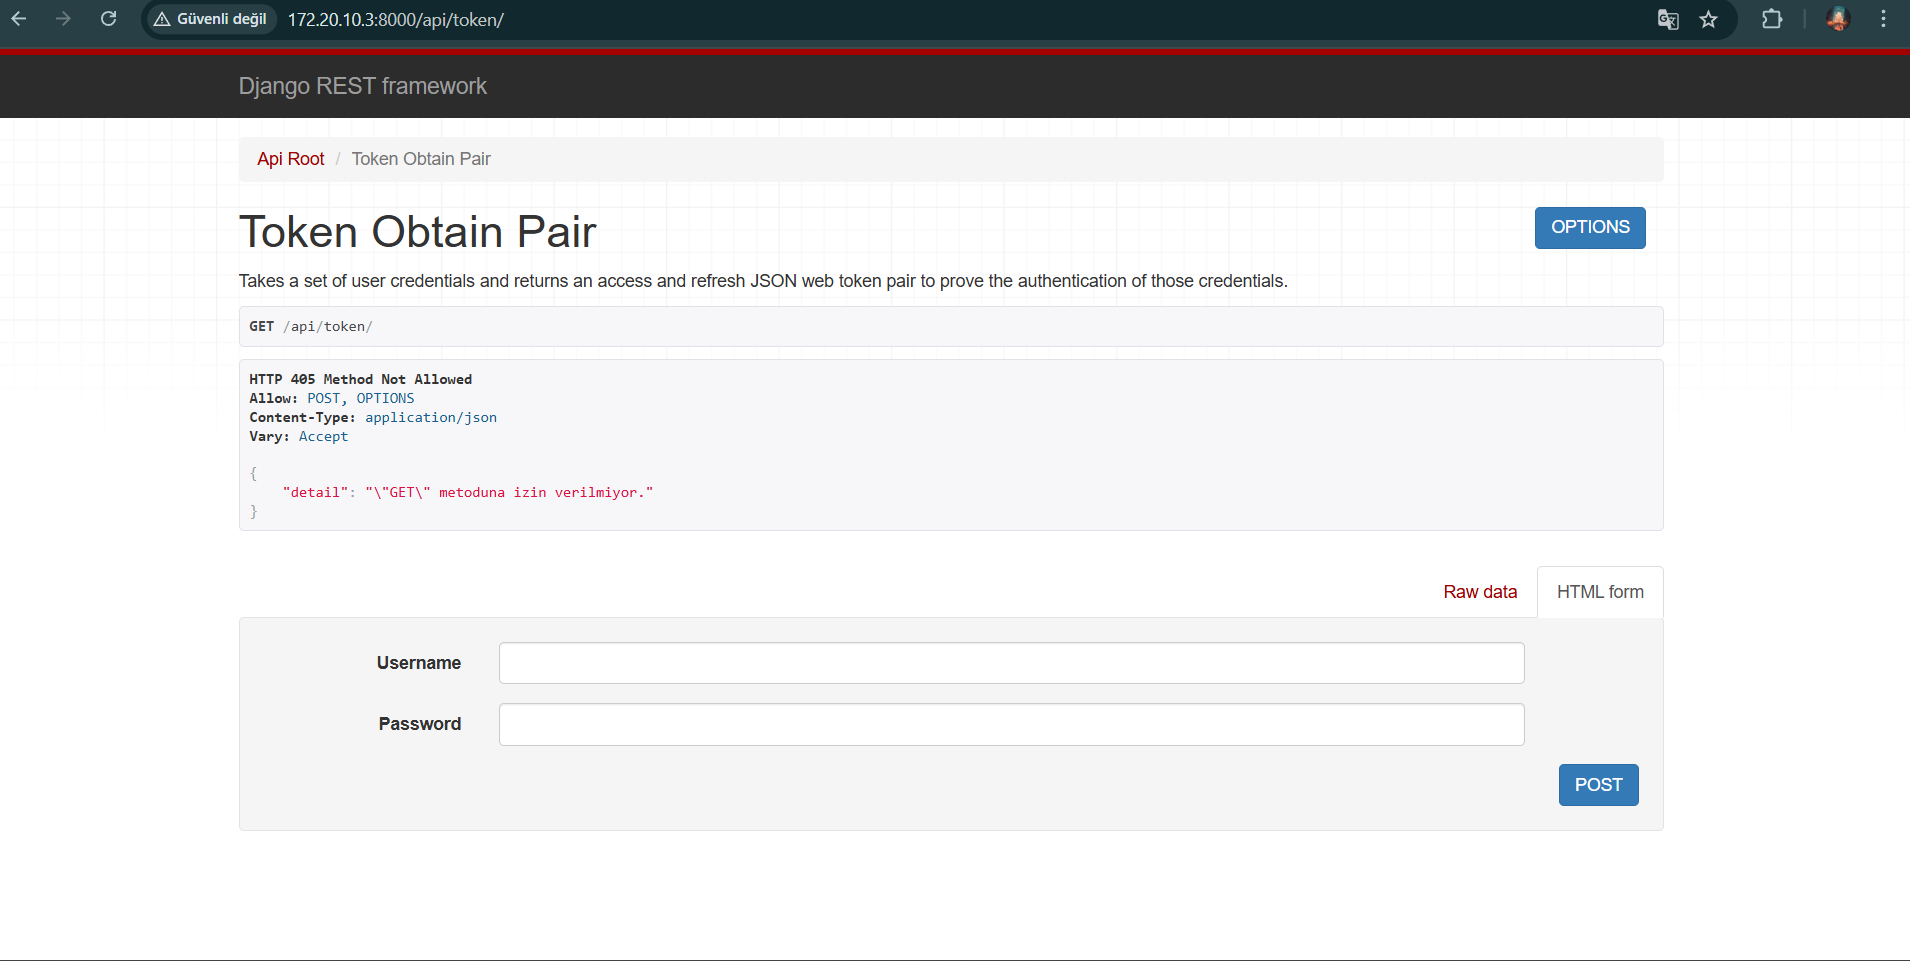 Güvenli değil 172.20.10.3:8000/api/token/
Django REST framework
Api Root / Token Obtain Pair
Token Obtain Pair
OPTIONS
Takes a set of user credentials and returns an access and refresh JSON web token pair to prove the authentication of those credentials.
GET /api/token/
HTTP 405 Method Not Allowed
Allow: POST, OPTIONS
Content-Type: application/json
Vary: Accept
{
    "detail": "\"GET\" metoduna izin verilmiyor."
}
Raw data HTML form
Username
Password
POST